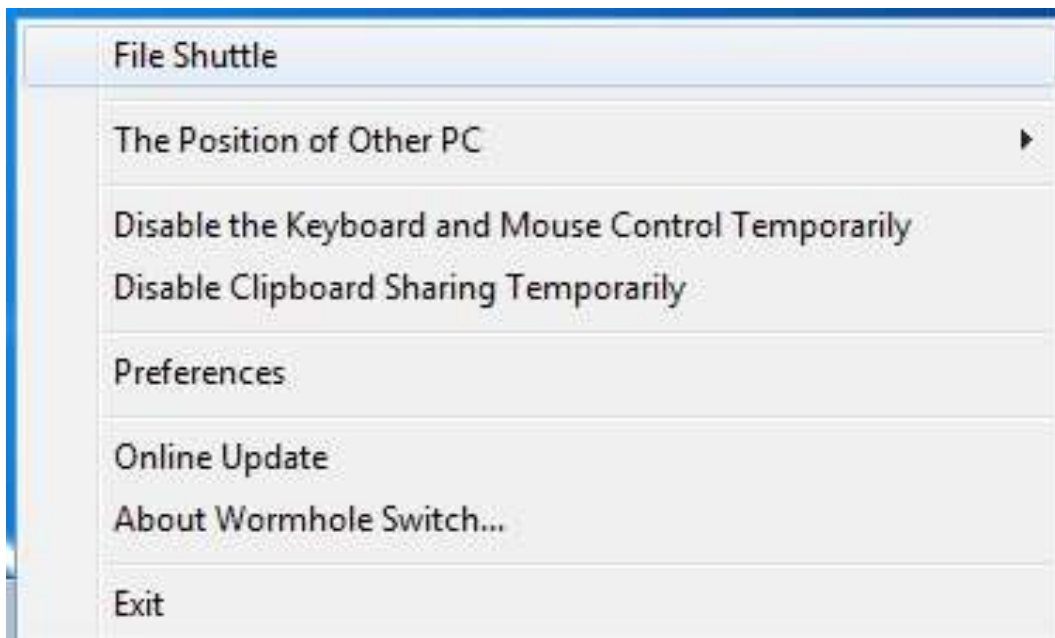 File Shuttle
The Position of Other PC
Disable the Keyboard and Mouse Control Temporarily
Disable Clipboard Sharing Temporarily
Preferences
Online Update
About Wormhole Switch...
Exit